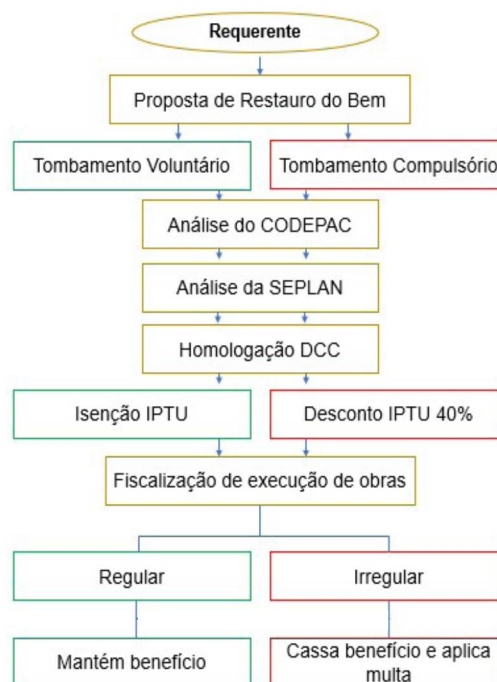 Requerente
Proposta de Restauro do Bem
Tombamento Voluntário
Tombamento Compulsório
Análise do CODEPAC
Análise da SEPLAN
Homologação DCC
Isenção IPTU
Desconto IPTU 40%
Fiscalização de execução de obras
Regular
Irregular
Mantém benefício
Cassa benefício e aplica
multa